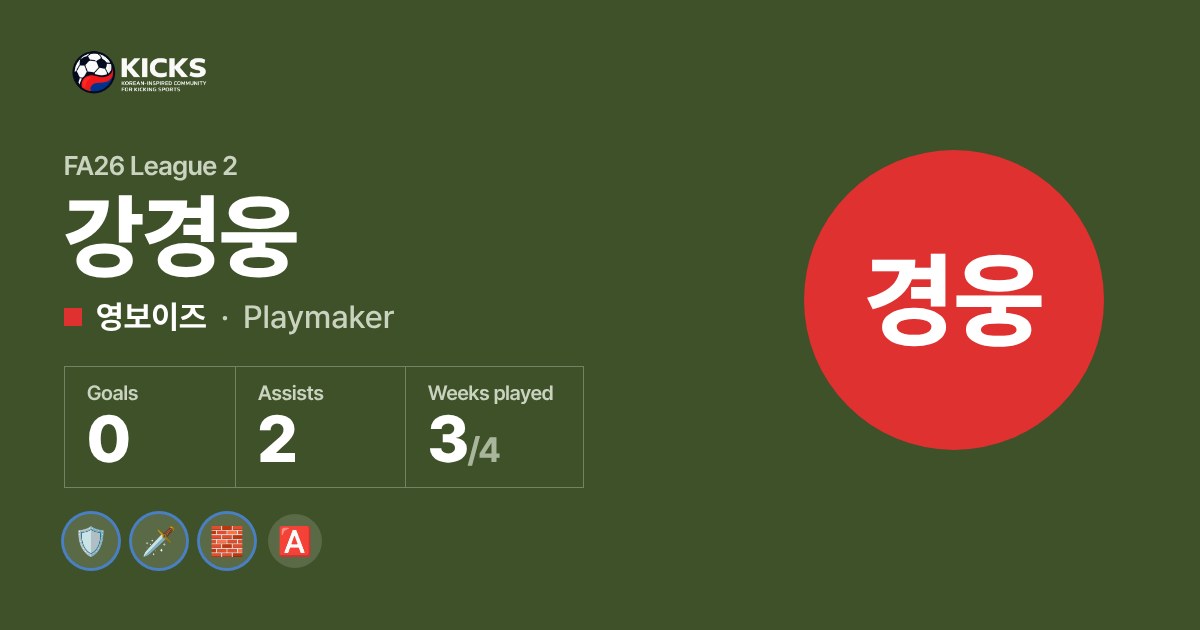 KICKS
KOREAN-INSPIRED COMMUNITY
FOR KICKING SPORTS
FA26 League 2
강경웅
영보이즈 · Playmaker
Goals
0
Assists
2
Weeks played
3/4
A
경웅